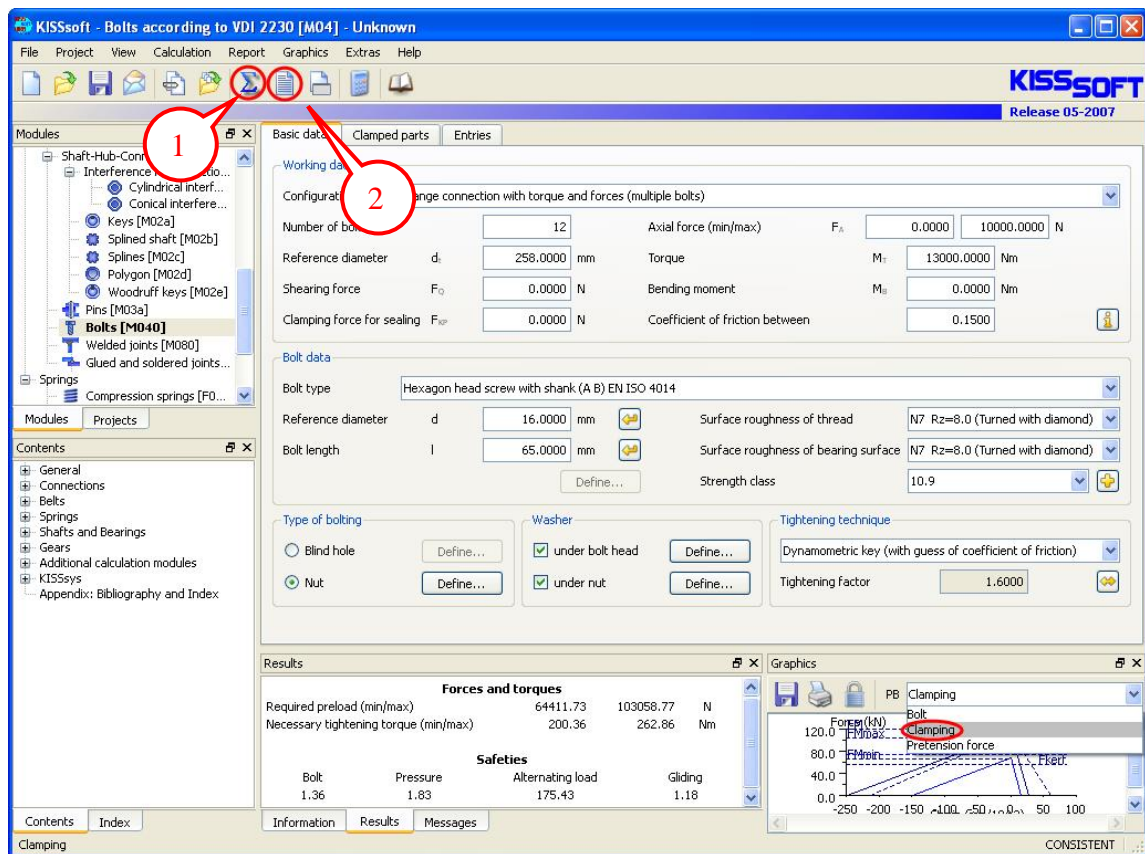 KISSsoft - Bolts according to VDI 2230 [M04] - Unknown
File Project View Calculation Report Graphics Extras Help
KISSsoft
Release 05-2007
Modules
Shaft-Hub-Conn
Interference
Cylindrical interf...
Conical interfere...
Keys [M02a]
Splined shaft [M02b]
Splines [M02c]
Polygon [M02d]
Woodruff keys [M02e]
Pins [M03a]
Bolts [M040]
Welded joints [M080]
Glued and soldered joints...
Springs
Compression springs [F0...
Modules Projects
1
2
Contents
General
Connections
Belts
Springs
Shafts and Bearings
Gears
Additional calculation modules
KISSsys
Appendix: Bibliography and Index
Contents Index
Basic data Clamped parts Entries
Working da
Configurat ange connection with torque and forces (multiple bolts)
Number of bol 12 Axial force (min/max) FA 0.0000 10000.0000 N
Reference diameter dt 258.0000 mm Torque MT 13000.0000 Nm
Shearing force FQ 0.0000 N Bending moment MB 0.0000 Nm
Clamping force for sealing FKP 0.0000 N Coefficient of friction between 0.1500
Bolt data
Bolt type Hexagon head screw with shank (A B) EN ISO 4014
Reference diameter d 16.0000 mm Surface roughness of thread N7 Rz=8.0 (Turned with diamond)
Bolt length l 65.0000 mm Surface roughness of bearing surface N7 Rz=8.0 (Turned with diamond)
Define... Strength class 10.9
Type of bolting Washer Tightening technique
Blind hole Define... under bolt head Define... Dynamometric key (with guess of coefficient of friction)
Nut Define... under nut Define... Tightening factor 1.6000
Results
Forces and torques
Required preload (min/max) 64411.73 103058.77 N
Necessary tightening torque (min/max) 200.36 262.86 Nm
Safeties
Bolt Pressure Alternating load Gliding
1.36 1.83 175.43 1.18
Information Results Messages
Graphics
PB Clamping
Bolt
Clamping
Pretension force
Force (kN)
120.0 FMmax
80.0 FMmin
FKerf
40.0
0.0
-250 -200 -150 50 100
Clamping CONSISTENT